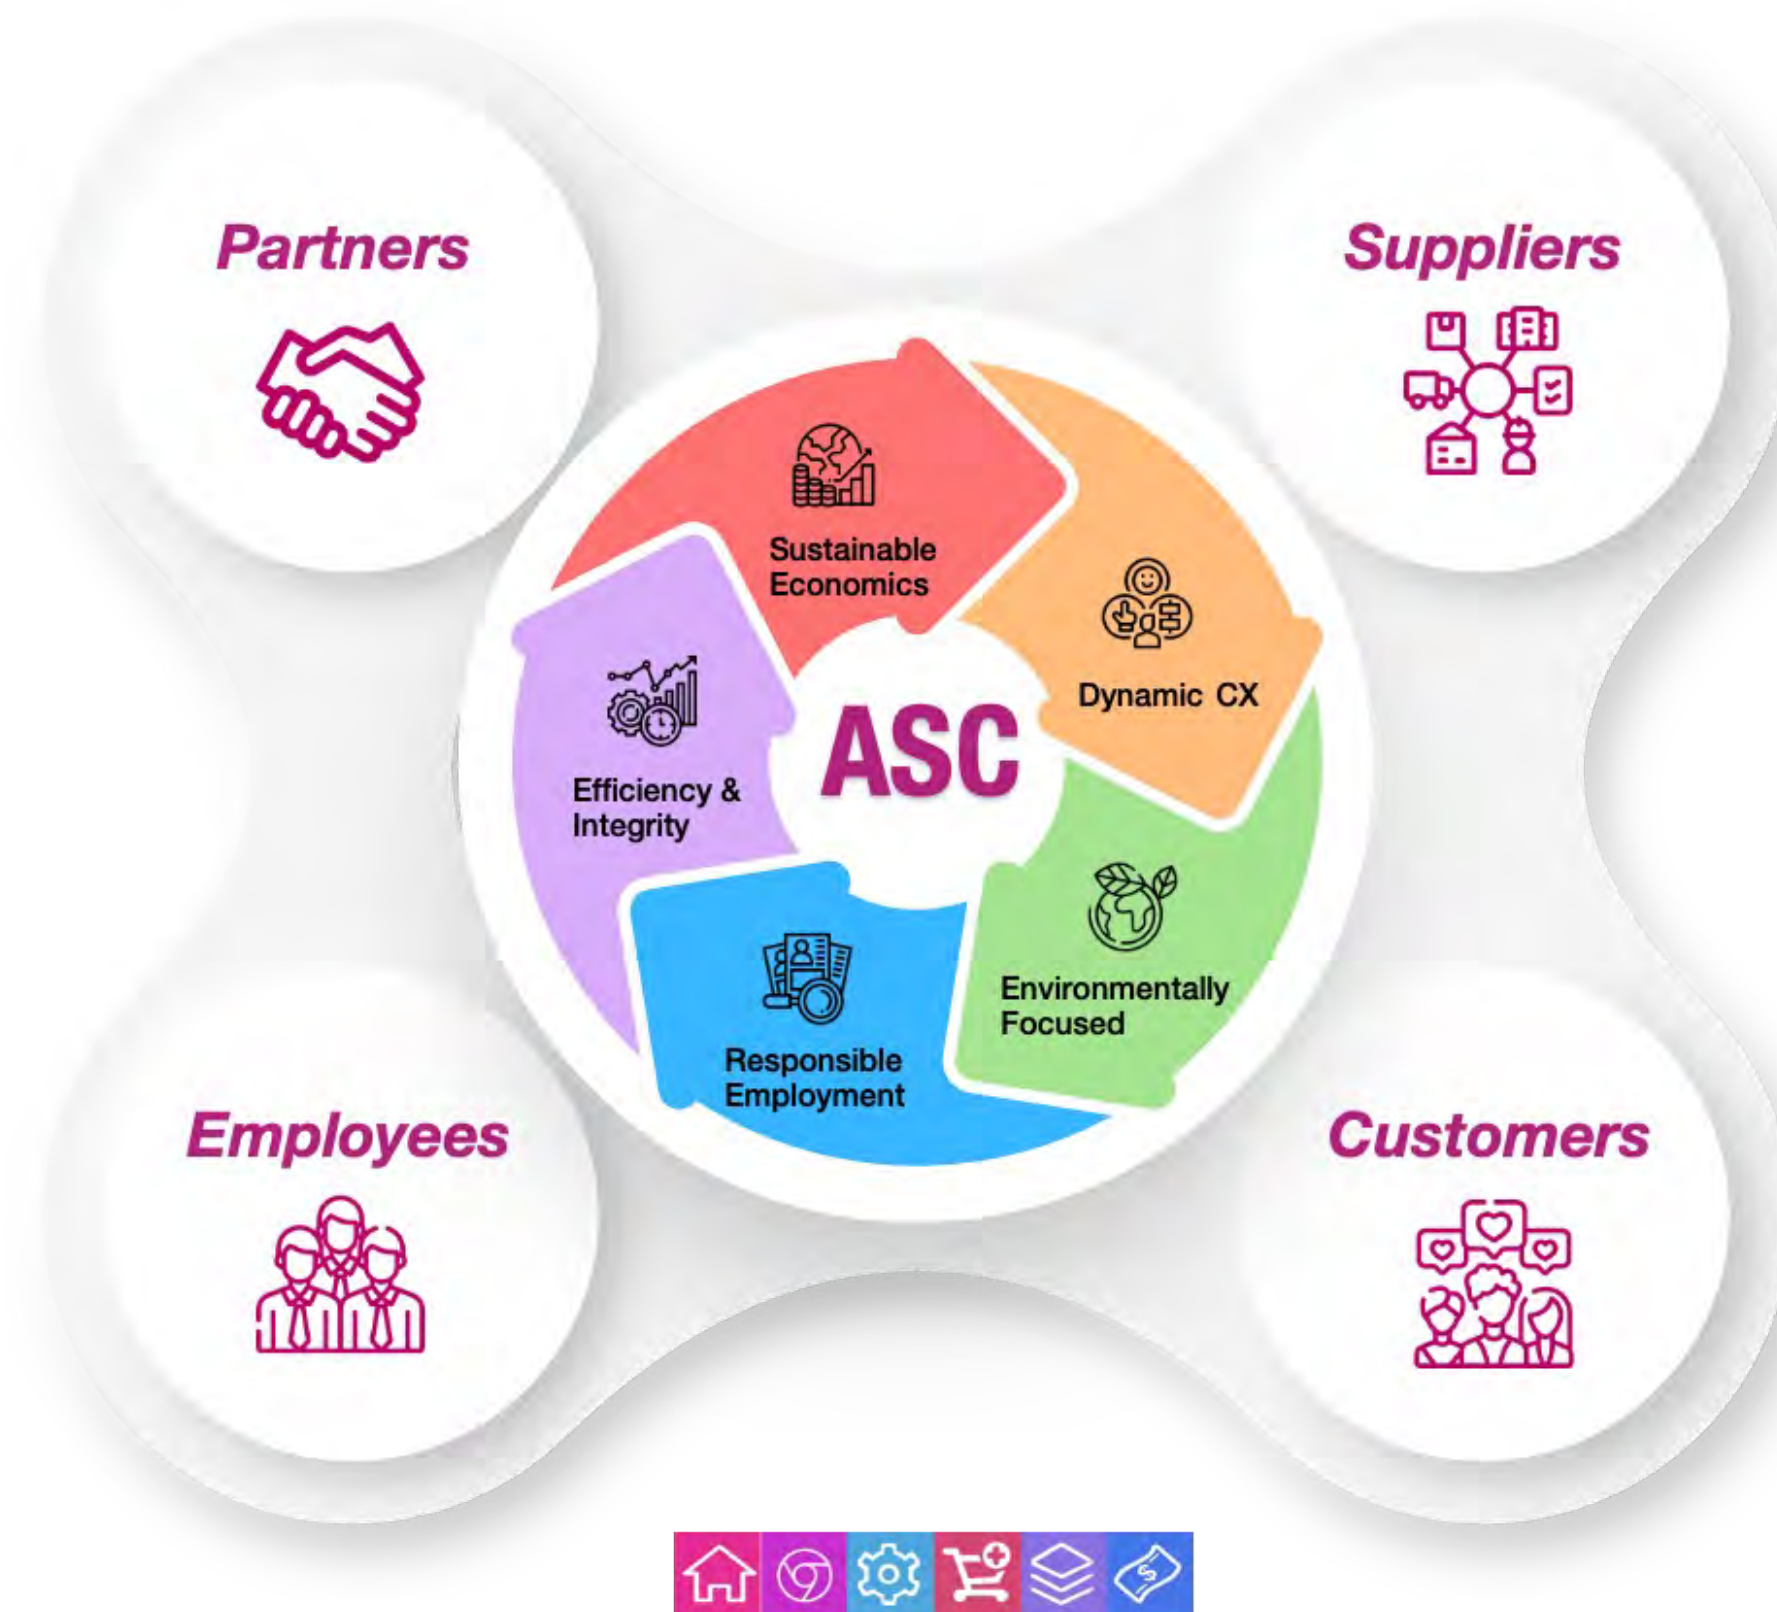 Partners
Suppliers
Sustainable
Economics
Dynamic CX
ASC
Efficiency &
Integrity
Environmentally
Focused
Responsible
Employment
Employees
Customers